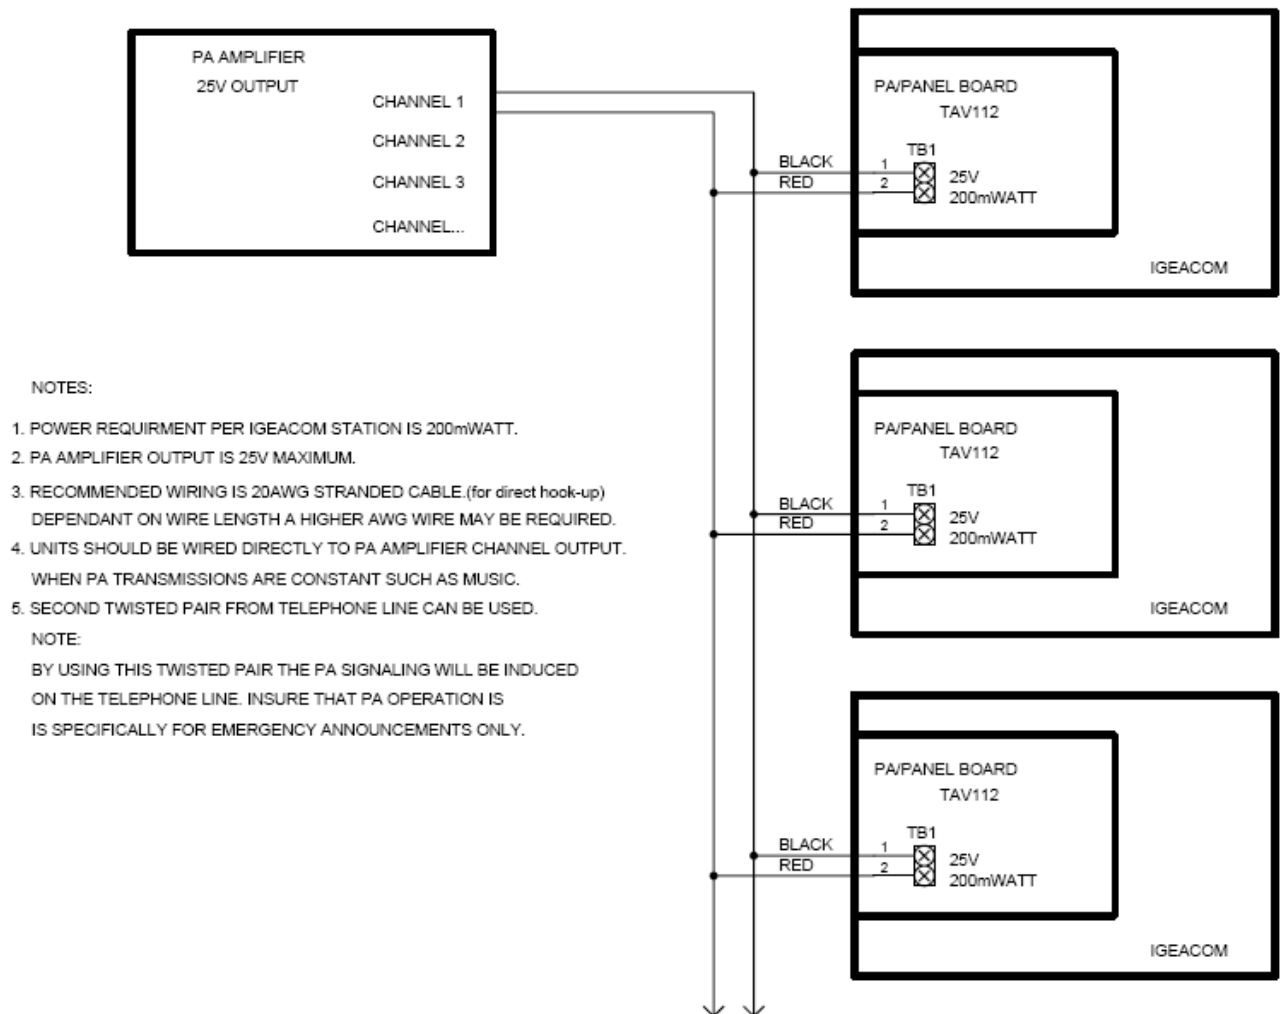 PA AMPLIFIER
25V OUTPUT
CHANNEL 1
CHANNEL 2
CHANNEL 3
CHANNEL...
PA/PANEL BOARD
TAV112
TB1
BLACK
1
RED
2
25V
200mWATT
IGEACOM
NOTES:
1. POWER REQUIRMENT PER IGEACOM STATION IS 200mWATT.
2. PA AMPLIFIER OUTPUT IS 25V MAXIMUM.
3. RECOMMENDED WIRING IS 20AWG STRANDED CABLE.(for direct hook-up)
DEPENDANT ON WIRE LENGTH A HIGHER AWG WIRE MAY BE REQUIRED.
4. UNITS SHOULD BE WIRED DIRECTLY TO PA AMPLIFIER CHANNEL OUTPUT.
WHEN PA TRANSMISSIONS ARE CONSTANT SUCH AS MUSIC.
5. SECOND TWISTED PAIR FROM TELEPHONE LINE CAN BE USED.
NOTE:
BY USING THIS TWISTED PAIR THE PA SIGNALING WILL BE INDUCED
ON THE TELEPHONE LINE. INSURE THAT PA OPERATION IS
IS SPECIFICALLY FOR EMERGENCY ANNOUNCEMENTS ONLY.
PA/PANEL BOARD
TAV112
TB1
BLACK
1
RED
2
25V
200mWATT
IGEACOM
PA/PANEL BOARD
TAV112
TB1
BLACK
1
RED
2
25V
200mWATT
IGEACOM